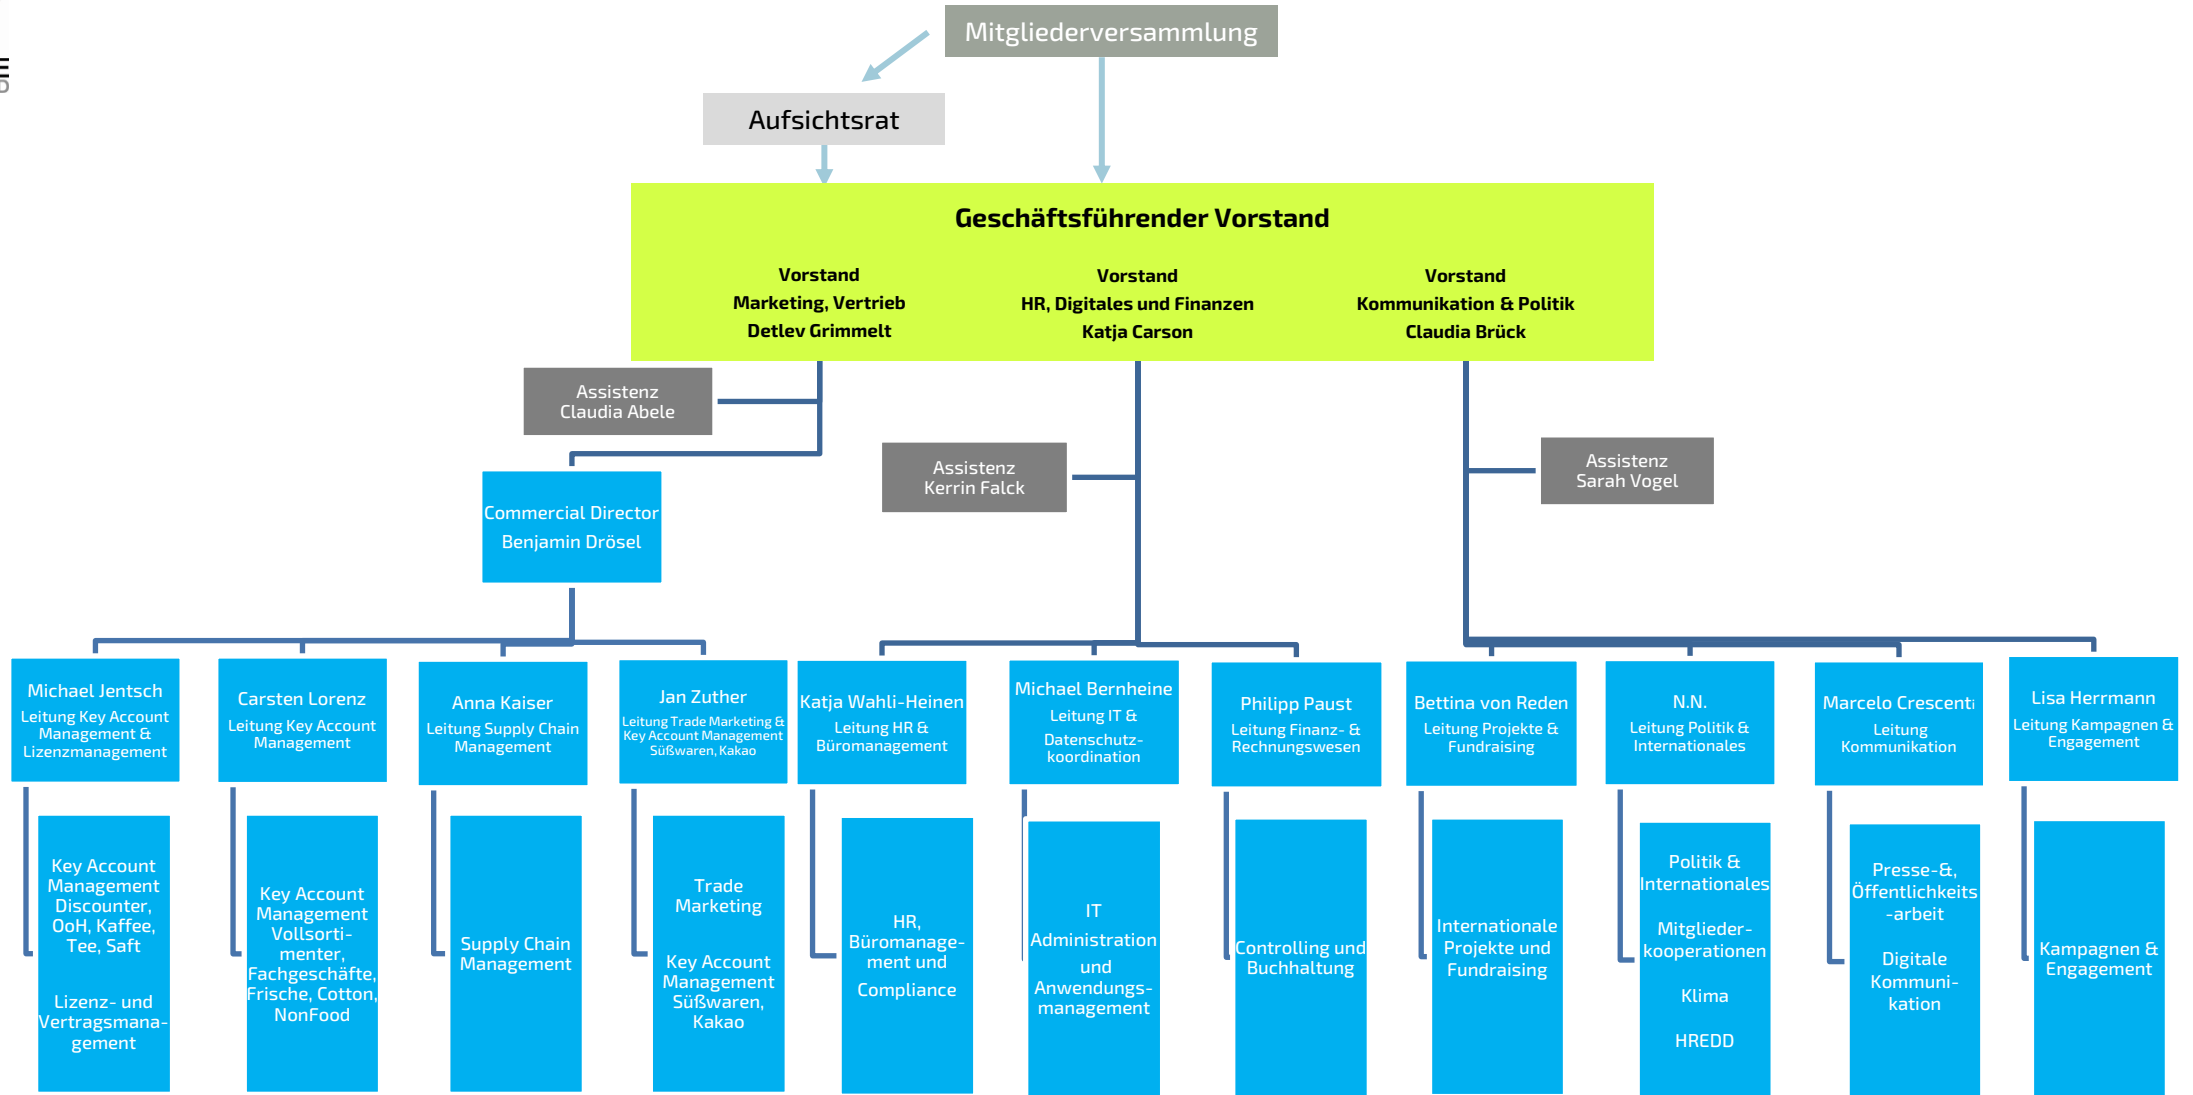 Mitgliederversammlung
Aufsichtsrat
Geschäftsführender Vorstand
Vorstand
Marketing, Vertrieb
Detlev Grimmelt
Vorstand
HR, Digitales und Finanzen
Katja Carson
Vorstand
Kommunikation & Politik
Claudia Brück
Assistenz
Claudia Abele
Assistenz
Kerrin Falck
Assistenz
Sarah Vogel
Commercial Director
Benjamin Drösel
Michael Jentsch
Leitung Key Account
Management &
Lizenzmanagement
Carsten Lorenz
Leitung Key Account
Management
Anna Kaiser
Leitung Supply Chain
Management
Jan Zuther
Leitung Trade Marketing &
Key Account Management
Süßwaren, Kakao
Katja Wahli-Heinen
Leitung HR &
Büromanagement
Michael Bernheine
Leitung IT &
Datenschutz-
koordination
Philipp Paust
Leitung Finanz- &
Rechnungswesen
Bettina von Reden
Leitung Projekte &
Fundraising
N.N.
Leitung Politik &
Internationales
Marcelo Crescenti
Leitung
Kommunikation
Lisa Herrmann
Leitung Kampagnen &
Engagement
Key Account
Management
Discounter,
OoH, Kaffee,
Tee, Saft
Lizenz- und
Vertragsmana-
gement
Key Account
Management
Vollsorti-
menter,
Fachgeschäfte,
Frische, Cotton,
NonFood
Supply Chain
Management
Trade
Marketing
Key Account
Management
Süßwaren,
Kakao
HR,
Büromanage-
ment und
Compliance
IT
Administration
und
Anwendungs-
management
Controlling und
Buchhaltung
Internationale
Projekte und
Fundraising
Politik &
Internationales
Mitglieder-
kooperationen
Klima
HREDD
Presse-&,
Öffentlichkeits
-arbeit
Digitale
Kommuni-
kation
Kampagnen &
Engagement